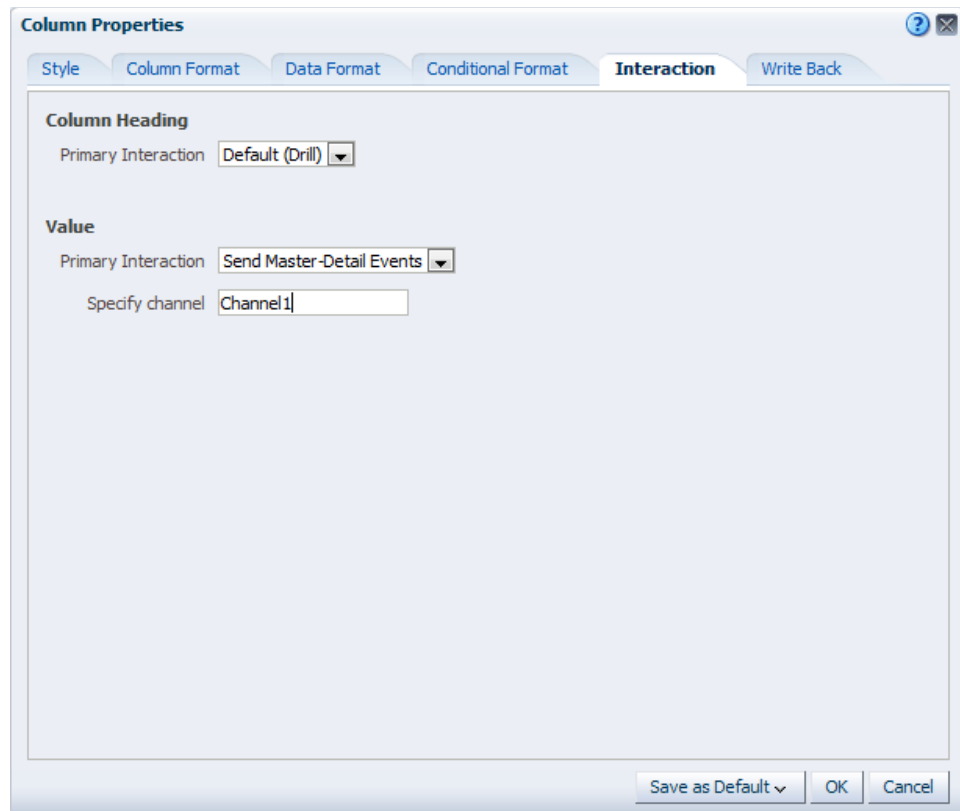 Column Properties
Style Column Format Data Format Conditional Format Interaction Write Back
Column Heading
Primary Interaction Default (Drill)
Value
Primary Interaction Send Master-Detail Events
Specify channel Channel1
Save as Default OK Cancel